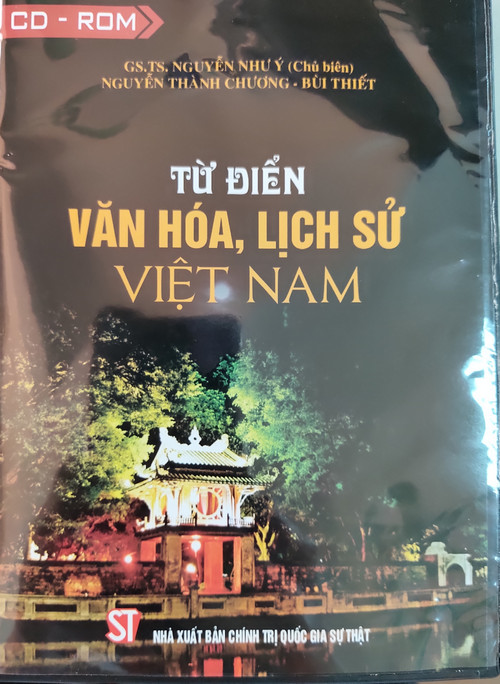 CD - ROM
GS.TS. NGUYỄN NHƯ Ý (Chủ biên)
NGUYỄN THÀNH CHƯƠNG - BÙI THIẾT
TỪ ĐIỂN
VĂN HÓA, LỊCH SỬ
VIỆT NAM
ST
NHÀ XUẤT BẢN CHÍNH TRỊ QUỐC GIA SỰ THẬT